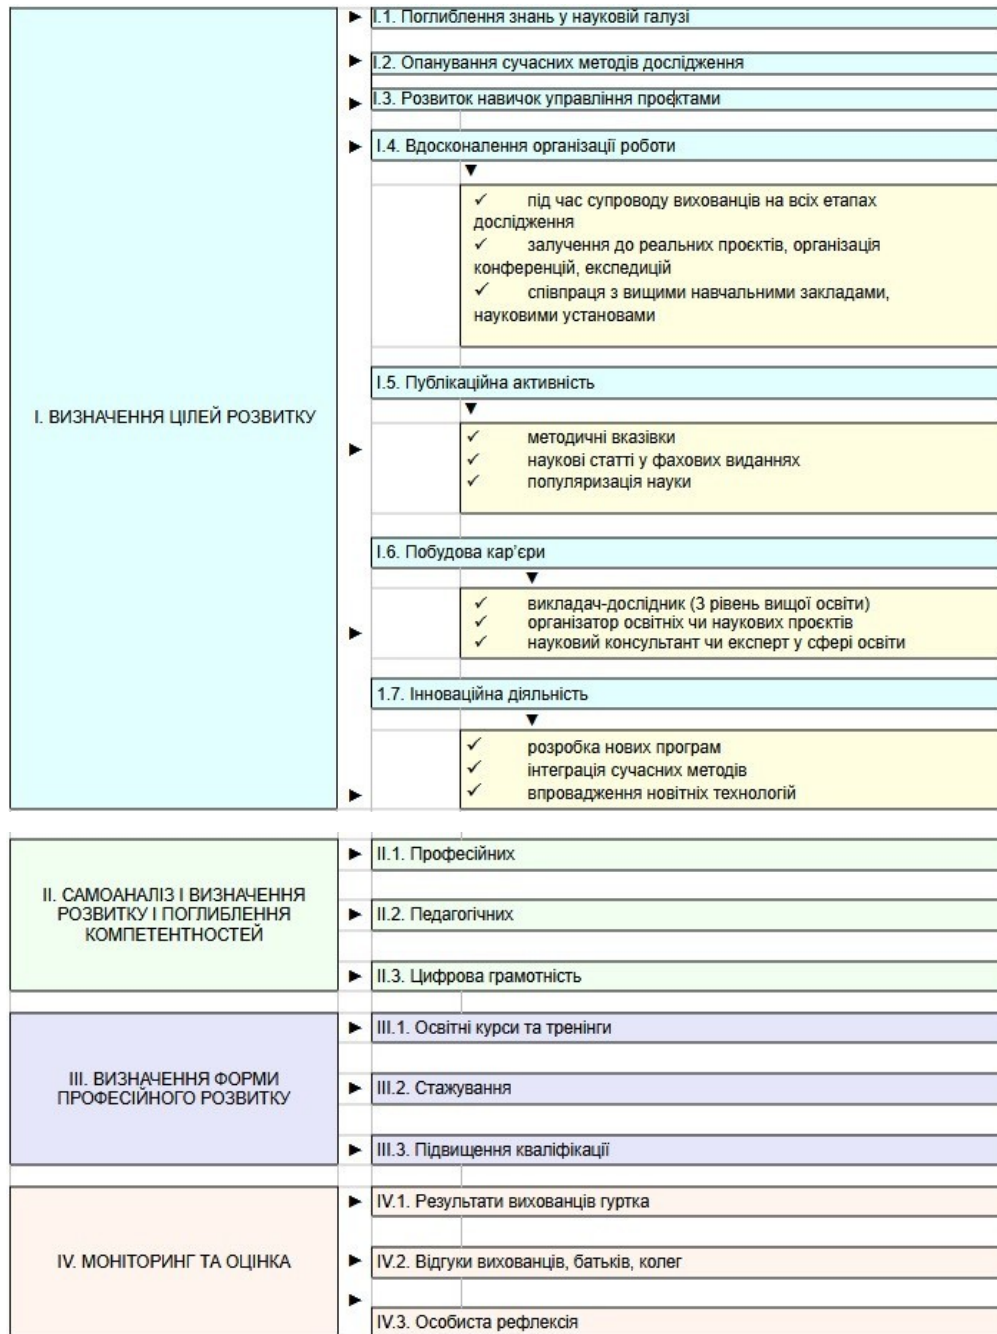 I.1. Поглиблення знань у науковій галузі
I.2. Опанування сучасних методів дослідження
I.3. Розвиток навичок управління проєктами
I.4. Вдосконалення організації роботи
▼
✓ під час супроводу вихованців на всіх етапах
дослідження
✓ залучення до реальних проєктів, організація
конференцій, експедицій
✓ співпраця з вищими навчальними закладами,
науковими установами
I. ВИЗНАЧЕННЯ ЦІЛЕЙ РОЗВИТКУ
I.5. Публікаційна активність
▼
✓ методичні вказівки
✓ наукові статті у фахових виданнях
✓ популяризація науки
I.6. Побудова кар’єри
▼
✓ викладач-дослідник (3 рівень вищої освіти)
✓ організатор освітніх чи наукових проєктів
✓ науковий консультант чи експерт у сфері освіти
1.7. Інноваційна діяльність
▼
✓ розробка нових програм
✓ інтеграція сучасних методів
✓ впровадження новітніх технологій
II. САМОАНАЛІЗ І ВИЗНАЧЕННЯ
РОЗВИТКУ І ПОГЛИБЛЕННЯ
КОМПЕТЕНТНОСТЕЙ
II.1. Професійних
II.2. Педагогічних
II.3. Цифрова грамотність
III. ВИЗНАЧЕННЯ ФОРМИ
ПРОФЕСІЙНОГО РОЗВИТКУ
III.1. Освітні курси та тренінги
III.2. Стажування
III.3. Підвищення кваліфікації
IV. МОНІТОРИНГ ТА ОЦІНКА
IV.1. Результати вихованців гуртка
IV.2. Відгуки вихованців, батьків, колег
IV.3. Особиста рефлексія